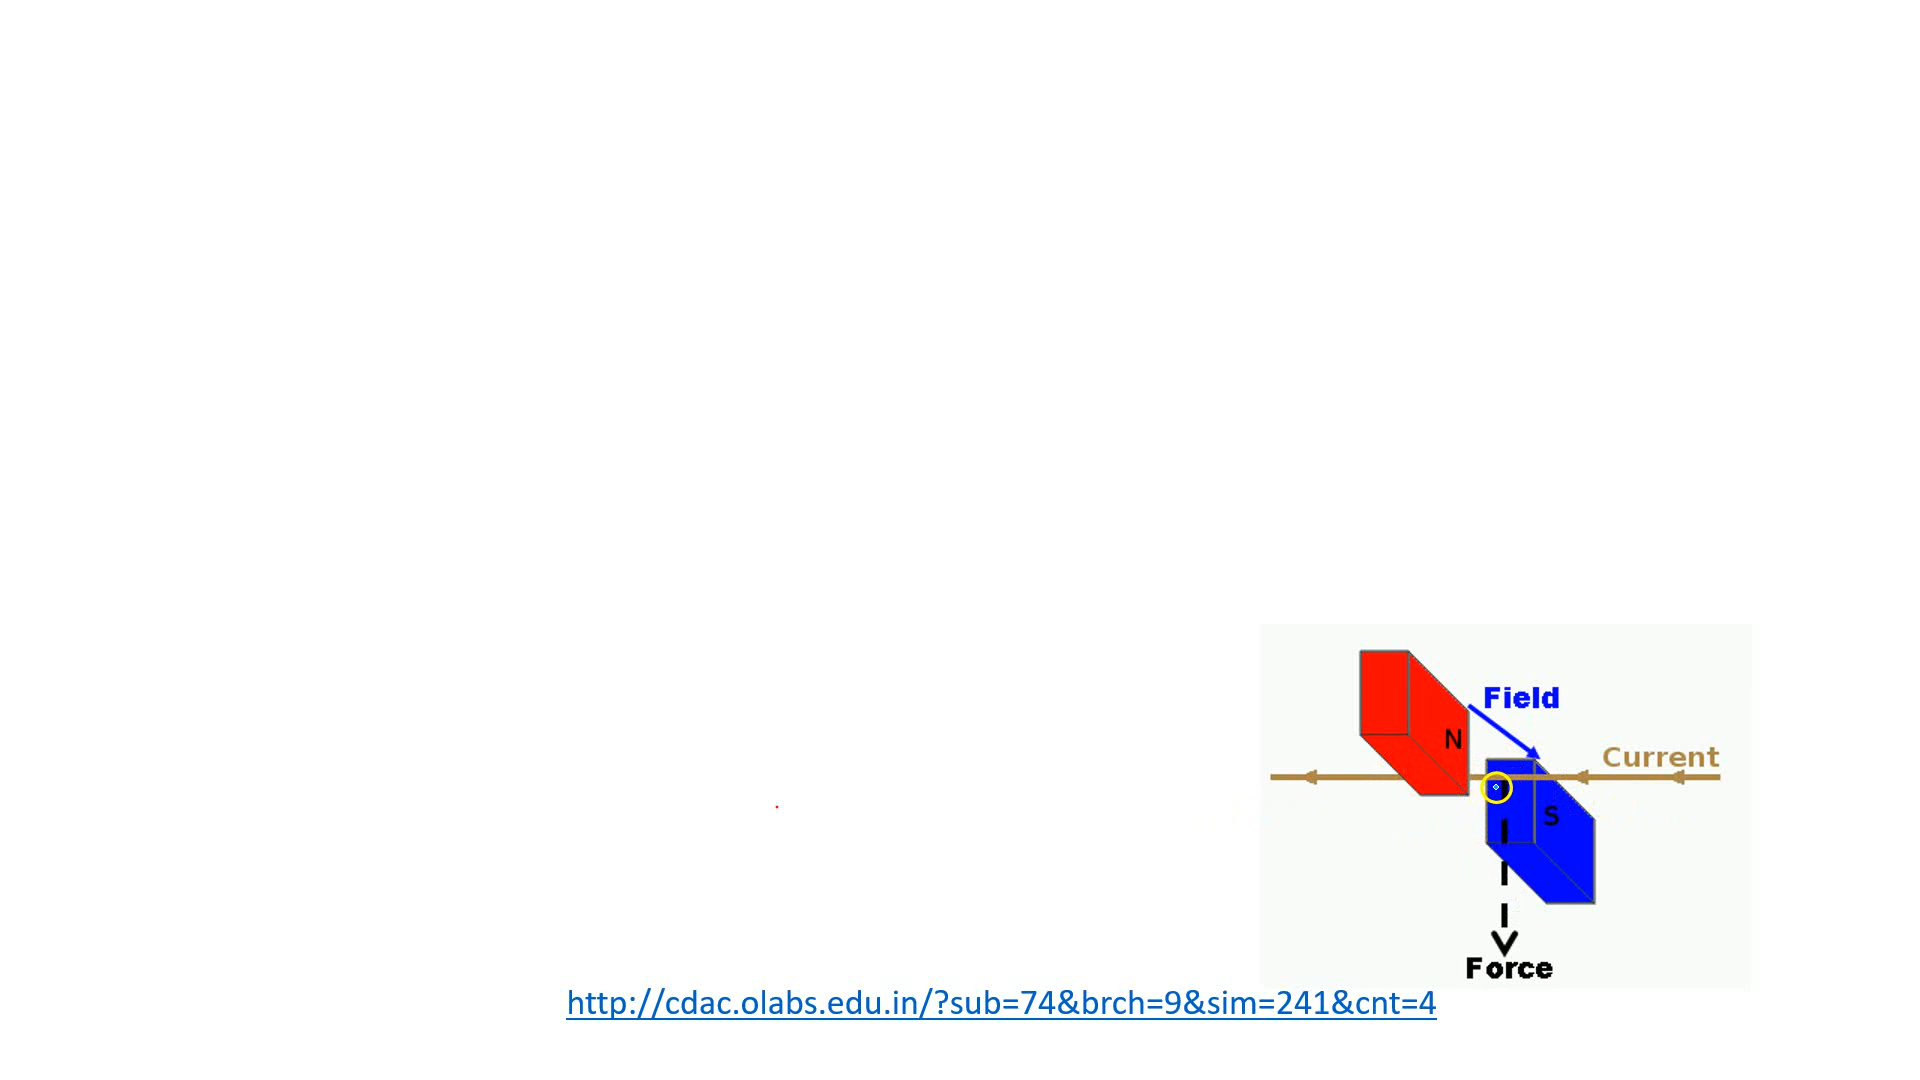 Field
N
Current
S
Force
http://cdac.olabs.edu.in/?sub=74&brch=9&sim=241&cnt=4